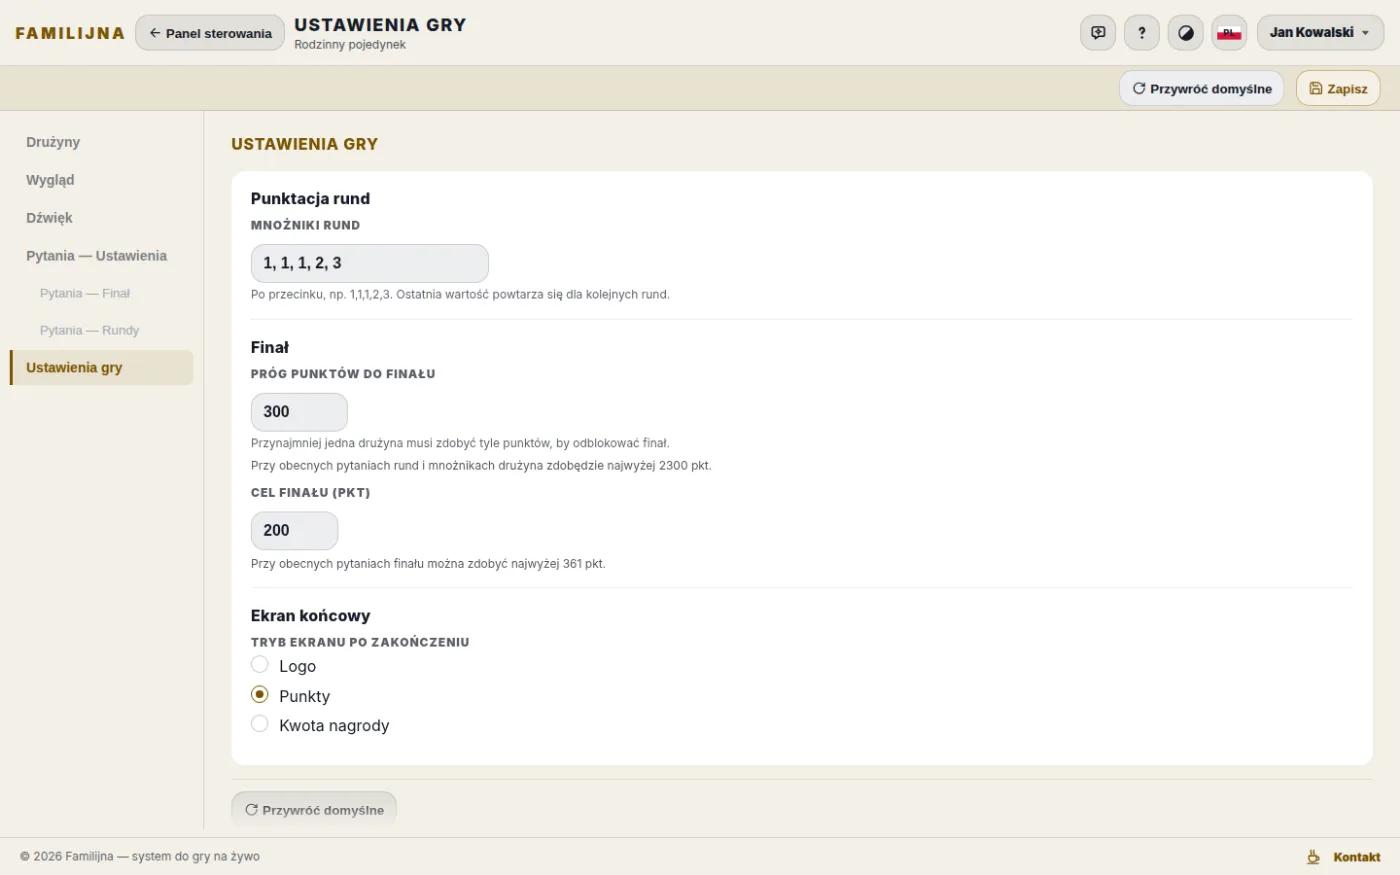 FAMILIJNA
Panel sterowania
USTAWIENIA GRY
Rodzinny pojedynek
?
PL
Jan Kowalski
Przywróć domyślne
Zapisz
Drużyny
Wygląd
Dźwięk
Pytania — Ustawienia
Pytania — Finał
Pytania — Rundy
Ustawienia gry
USTAWIENIA GRY
Punktacja rund
MNOŻNIKI RUND
1, 1, 1, 2, 3
Po przecinku, np. 1,1,1,2,3. Ostatnia wartość powtarza się dla kolejnych rund.
Finał
PRÓG PUNKTÓW DO FINAŁU
300
Przynajmniej jedna drużyna musi zdobyć tyle punktów, by odblokować finał.
Przy obecnych pytaniach rund i mnożnikach drużyna zdobędzie najwyżej 2300 pkt.
CEL FINAŁU (PKT)
200
Przy obecnych pytaniach finału można zdobyć najwyżej 361 pkt.
Ekran końcowy
TRYB EKRANU PO ZAKOŃCZENIU
Logo
Punkty
Kwota nagrody
Przywróć domyślne
© 2026 Familijna — system do gry na żywo
Kontakt